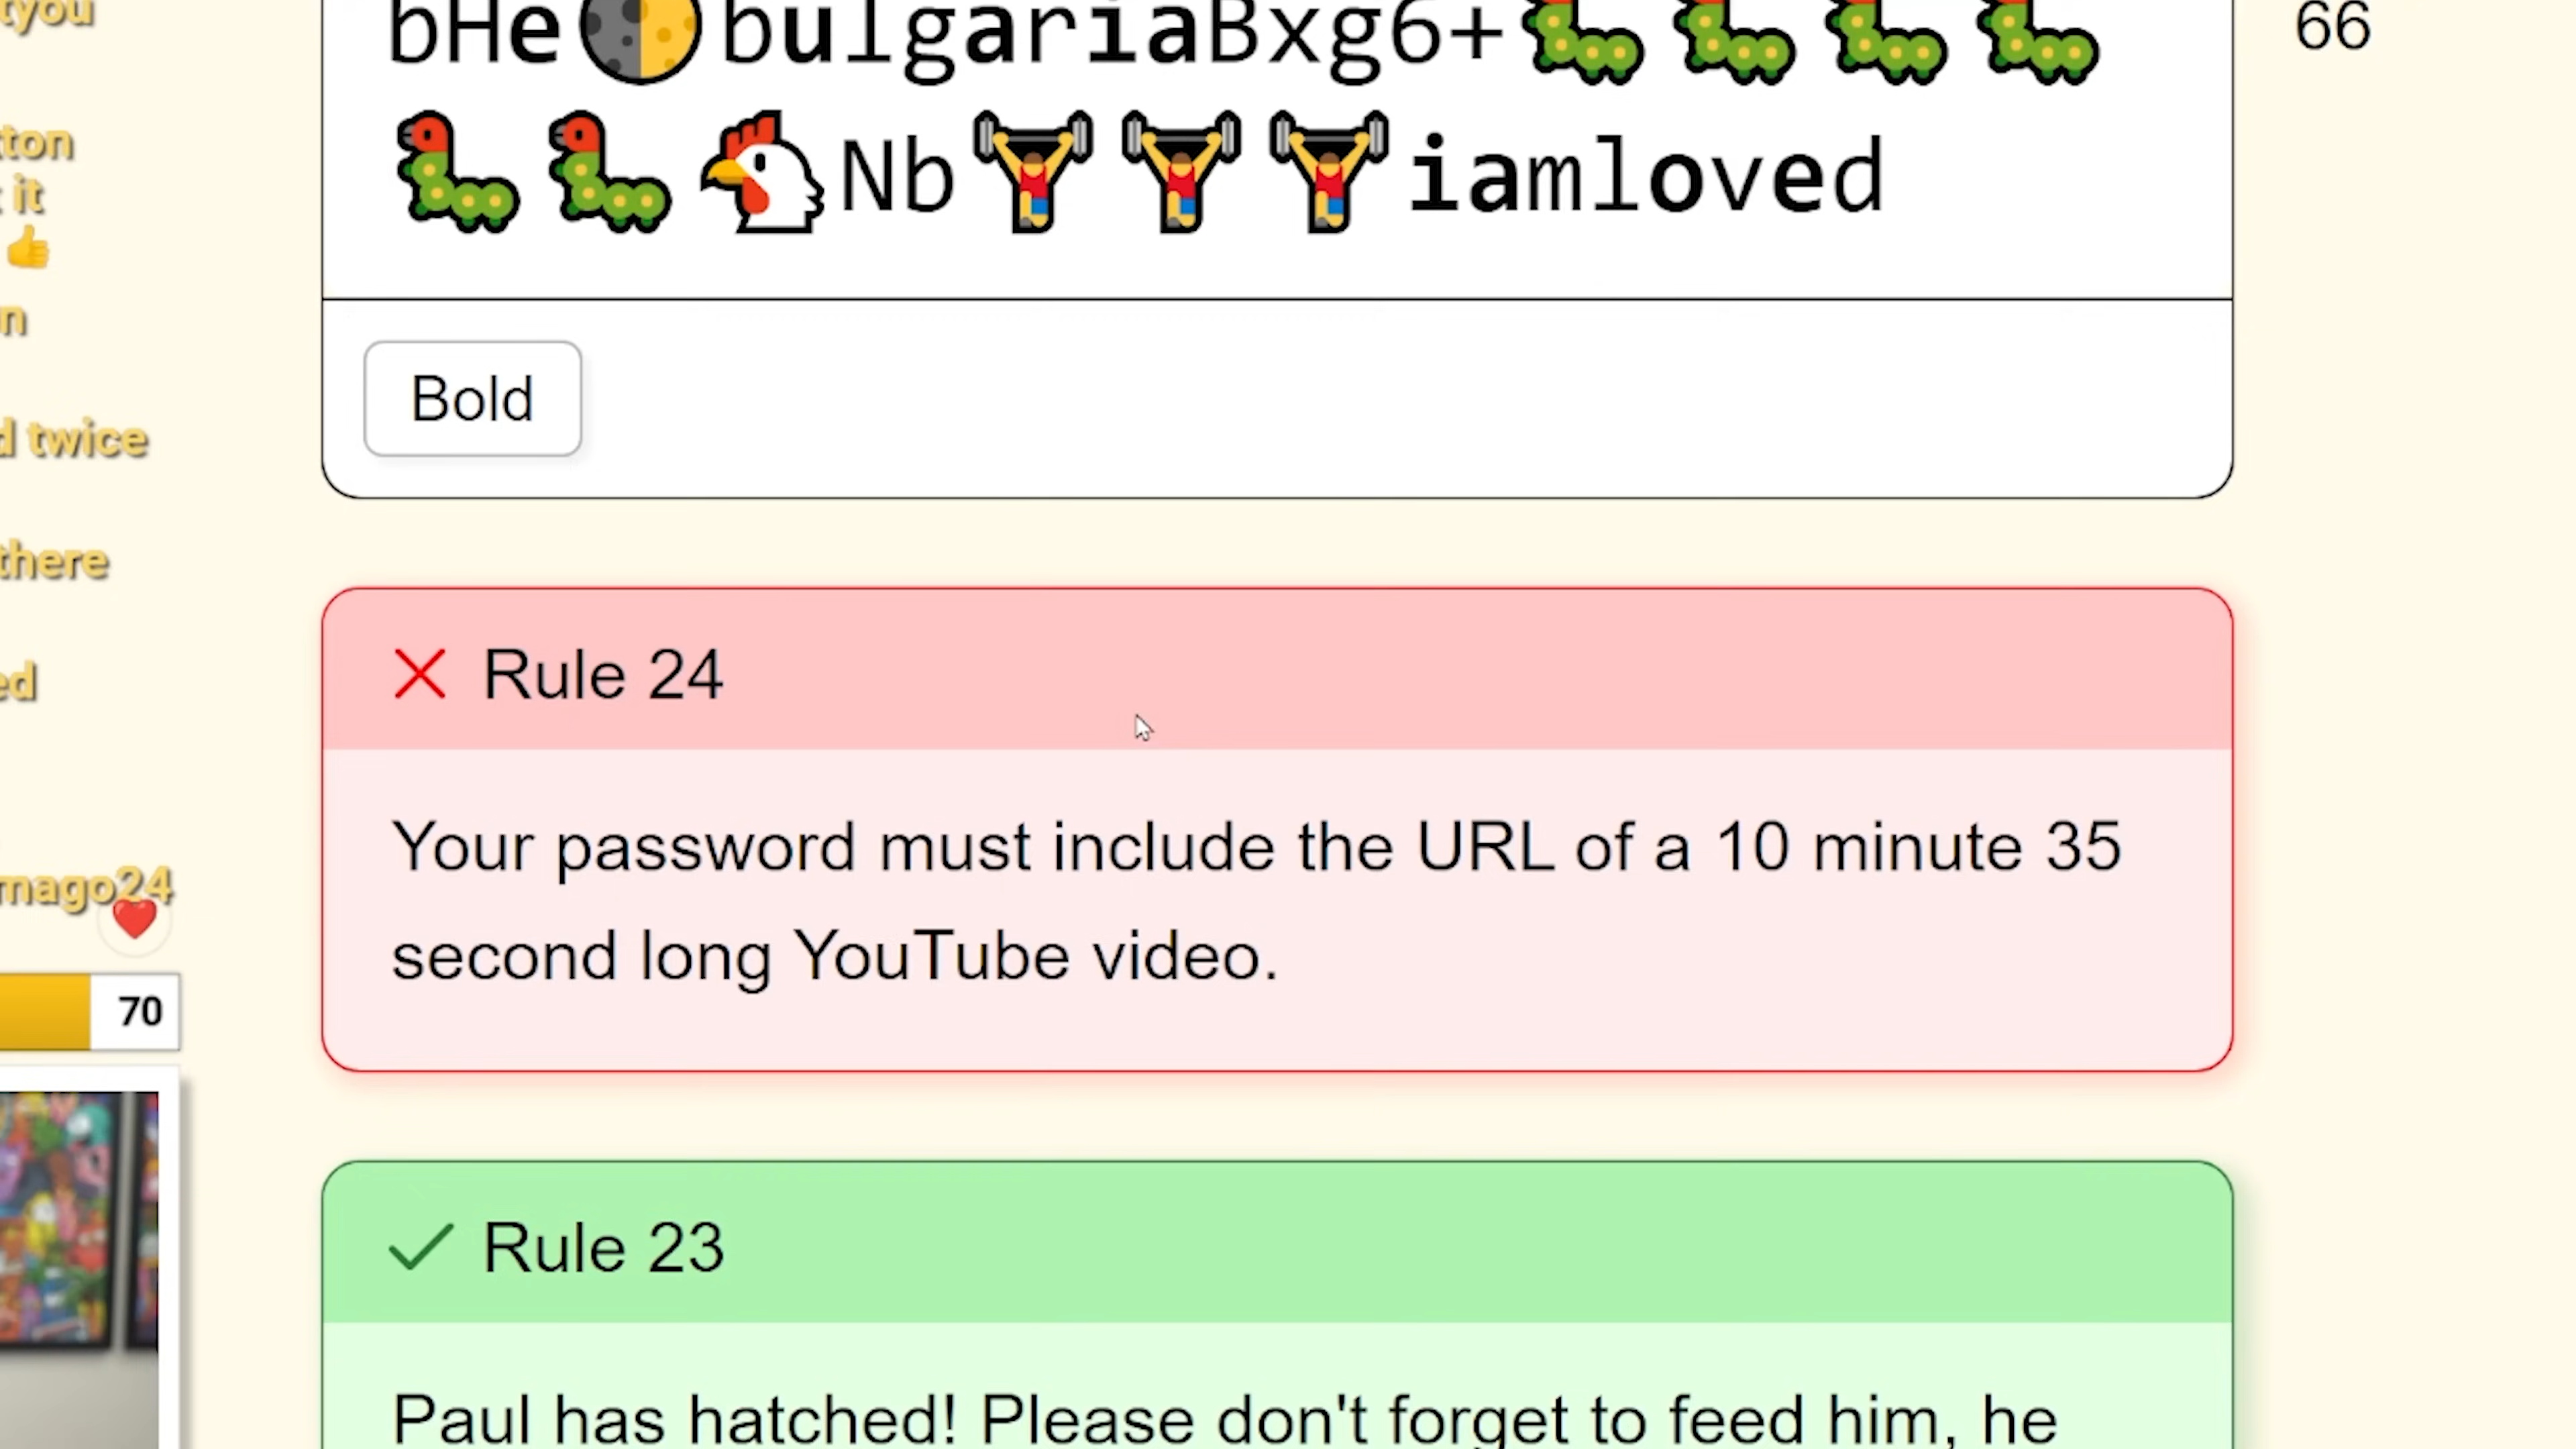 tyou
bHe🌓bulgariaBxg6+🐛🐛🐛🐛
66
tton
🐛🐛🐔Nb🏋️‍♂️🏋️‍♂️🏋️‍♂️iamloved
it
👍
n
Bold
d twice
there
Rule 24
ed
Your password must include the URL of a 10 minute 35
second long YouTube video.
mago24
70
Rule 23
Paul has hatched! Please don't forget to feed him, he